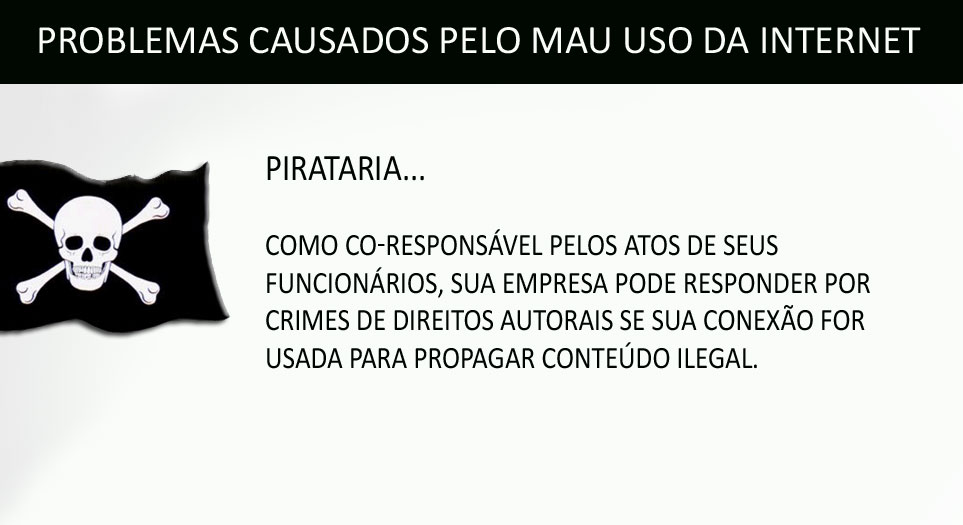 PROBLEMAS CAUSADOS PELO MAU USO DA INTERNET
PIRATARIA...
COMO CO-RESPONSÁVEL PELOS ATOS DE SEUS
FUNCIONÁRIOS, SUA EMPRESA PODE RESPONDER POR
CRIMES DE DIREITOS AUTORAIS SE SUA CONEXÃO FOR
USADA PARA PROPAGAR CONTEÚDO ILEGAL.